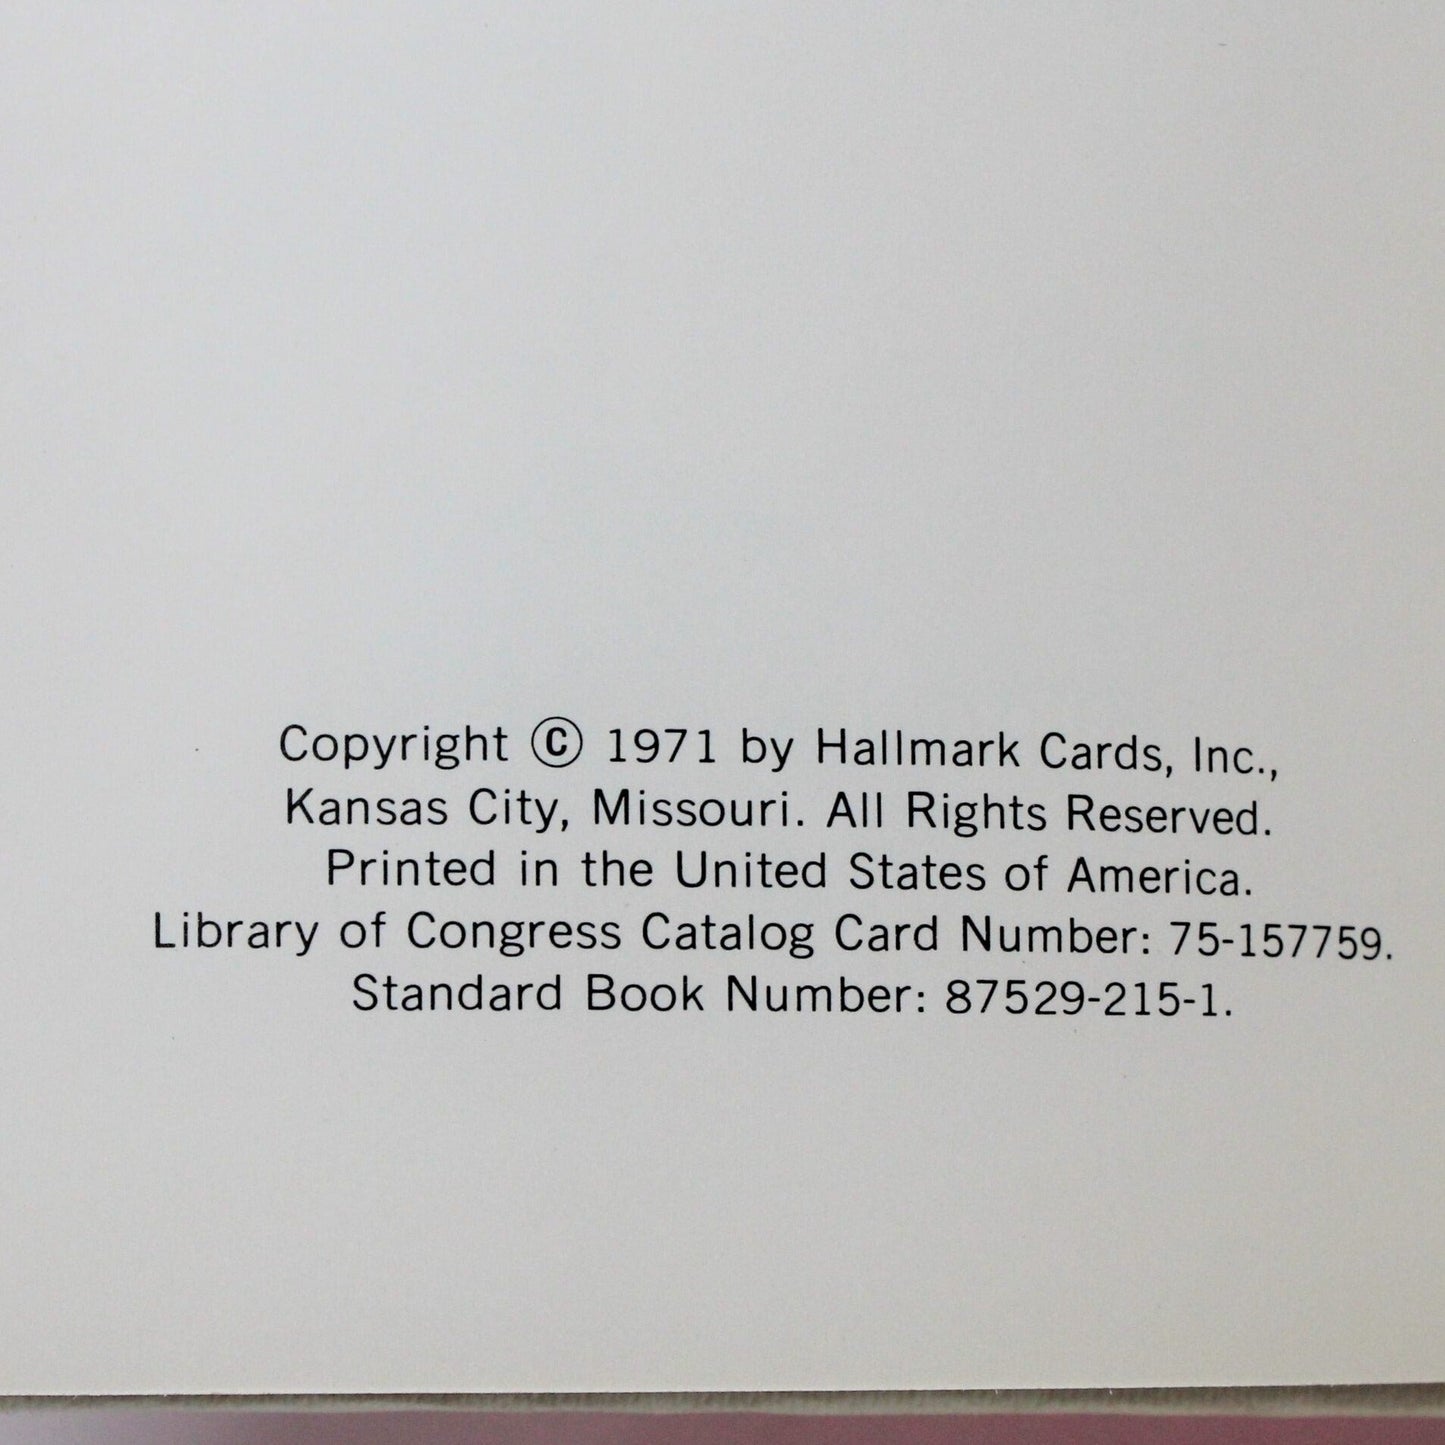 Copyright © 1971 by Hallmark Cards, Inc.,
Kansas City, Missouri. All Rights Reserved.
Printed in the United States of America.
Library of Congress Catalog Card Number: 75-157759.
Standard Book Number: 87529-215-1.